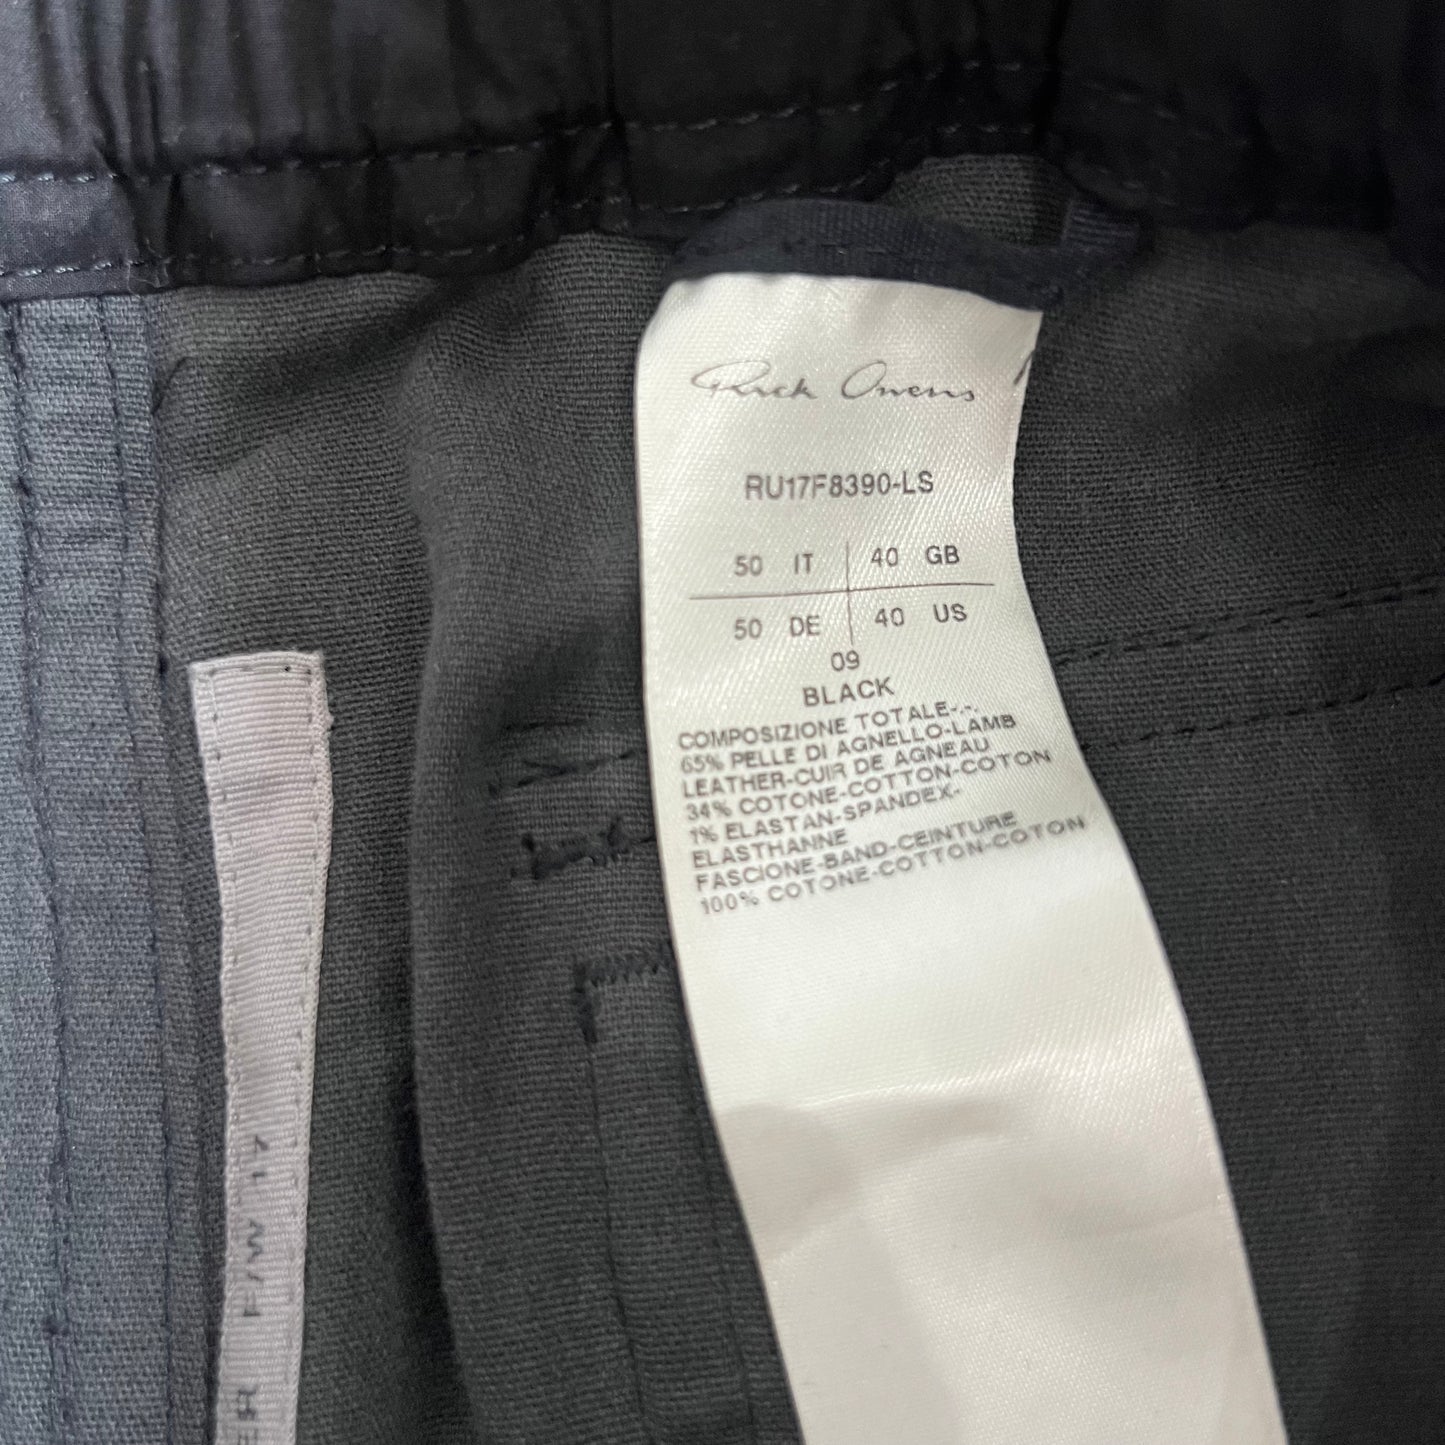 Rick Owens
RU17F8390-LS
50 IT 40 GB
50 DE 40 US
09
BLACK
COMPOSIZIONE TOTALE-.-.
65% PELLE DI AGNELLO-LAMB
LEATHER-CUIR DE AGNEAU
34% COTONE-COTTON-COTON
1% ELASTAN-SPANDEX-
ELASTHANNE
FASCIONE-BAND-CEINTURE
100% COTONE-COTTON-COTON
F/W 17